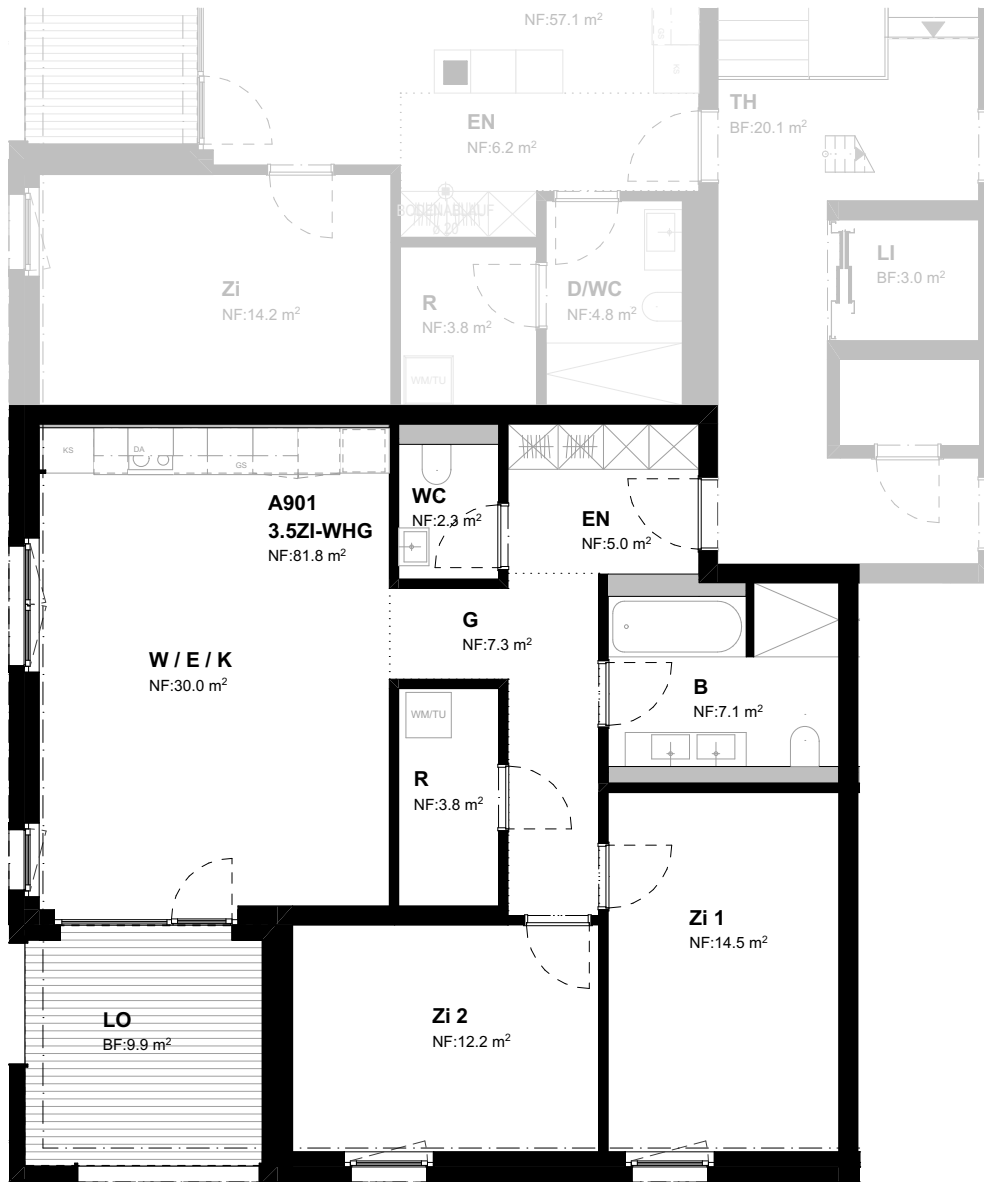 NF:57.1 m²
TH
BF:20.1 m²
EN
NF:6.2 m²
BODENABLAUF
ø 20
LI
BF:3.0 m²
Zi
NF:14.2 m²
R
NF:3.8 m²
D/WC
NF:4.8 m²
WM/TU
KS
DA
GS
A901
3.5ZI-WHG
NF:81.8 m²
WC
NF:2.3 m²
EN
NF:5.0 m²
G
NF:7.3 m²
W / E / K
NF:30.0 m²
B
NF:7.1 m²
WM/TU
R
NF:3.8 m²
Zi 1
NF:14.5 m²
LO
BF:9.9 m²
Zi 2
NF:12.2 m²